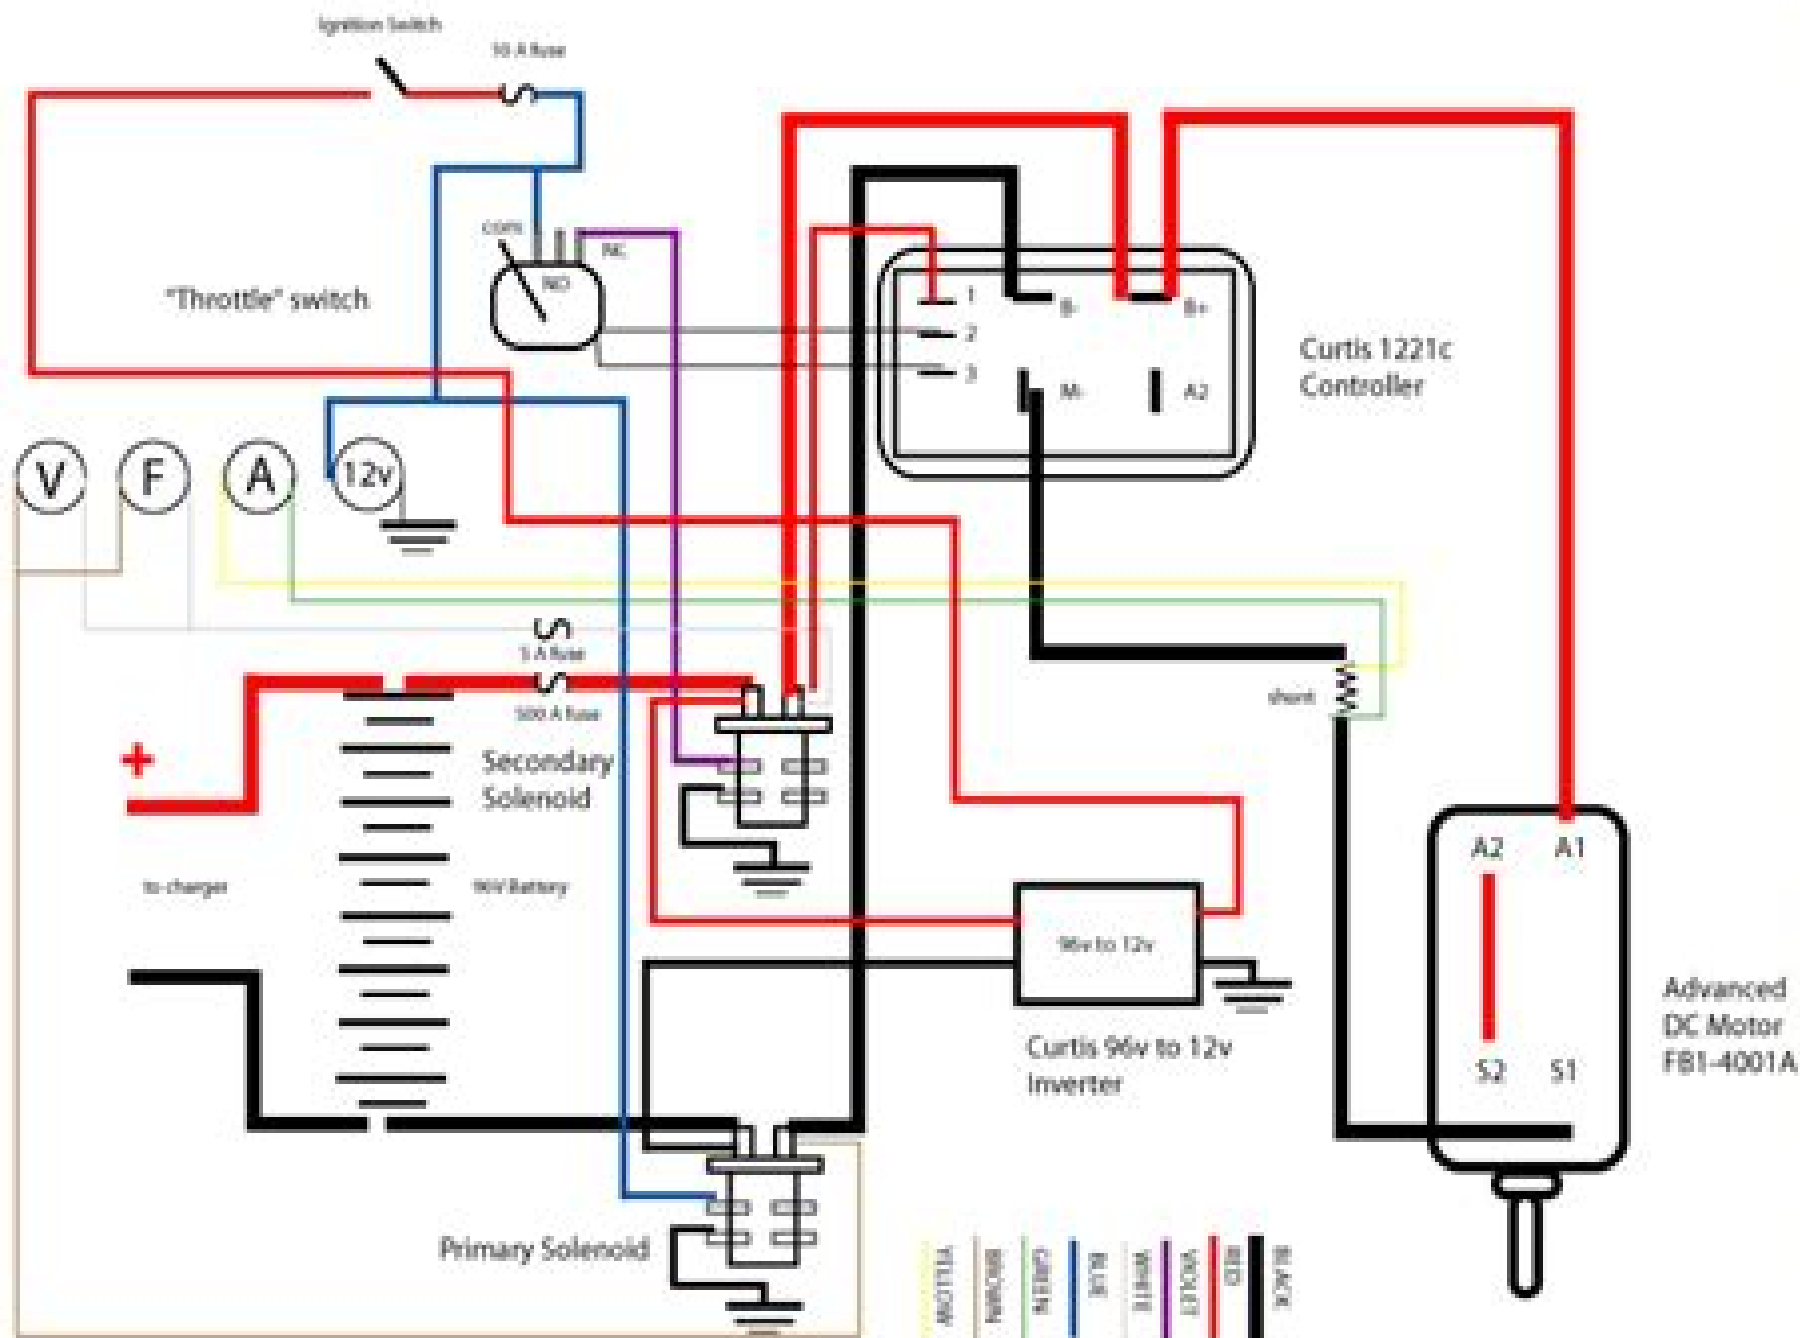 Ignition Switch
10 A fuse
com
NC
NO
"Throttle" switch
1
2
3
B-
B+
M-
A2
Curtis 1221c
Controller
V
F
A
12v
5 A fuse
500 A fuse
shunt
+
Secondary
Solenoid
to charger
96V Battery
96v to 12v
Curtis 96v to 12v
Inverter
A2
A1
S2
S1
Advanced
DC Motor
FB1-4001A
Primary Solenoid
YELLOW
BROWN
GREEN
BLUE
WHITE
VIOLET
RED
BLACK